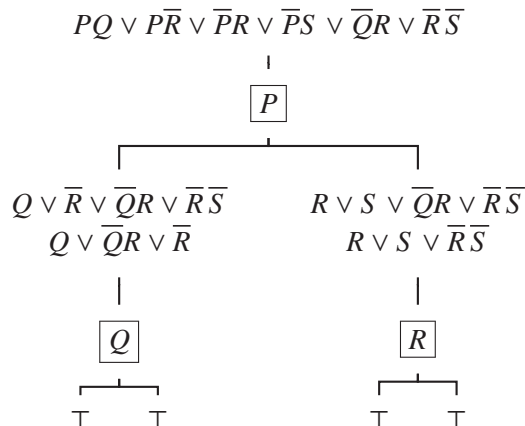 PQ ∨ PR̅ ∨ P̅R ∨ P̅S ∨ Q̅R ∨ R̅ S̅
P
Q ∨ R̅ ∨ Q̅R ∨ R̅ S̅ R ∨ S ∨ Q̅R ∨ R̅ S̅
Q ∨ Q̅R ∨ R̅ R ∨ S ∨ R̅ S̅
Q R
⊤ ⊤ ⊤ ⊤